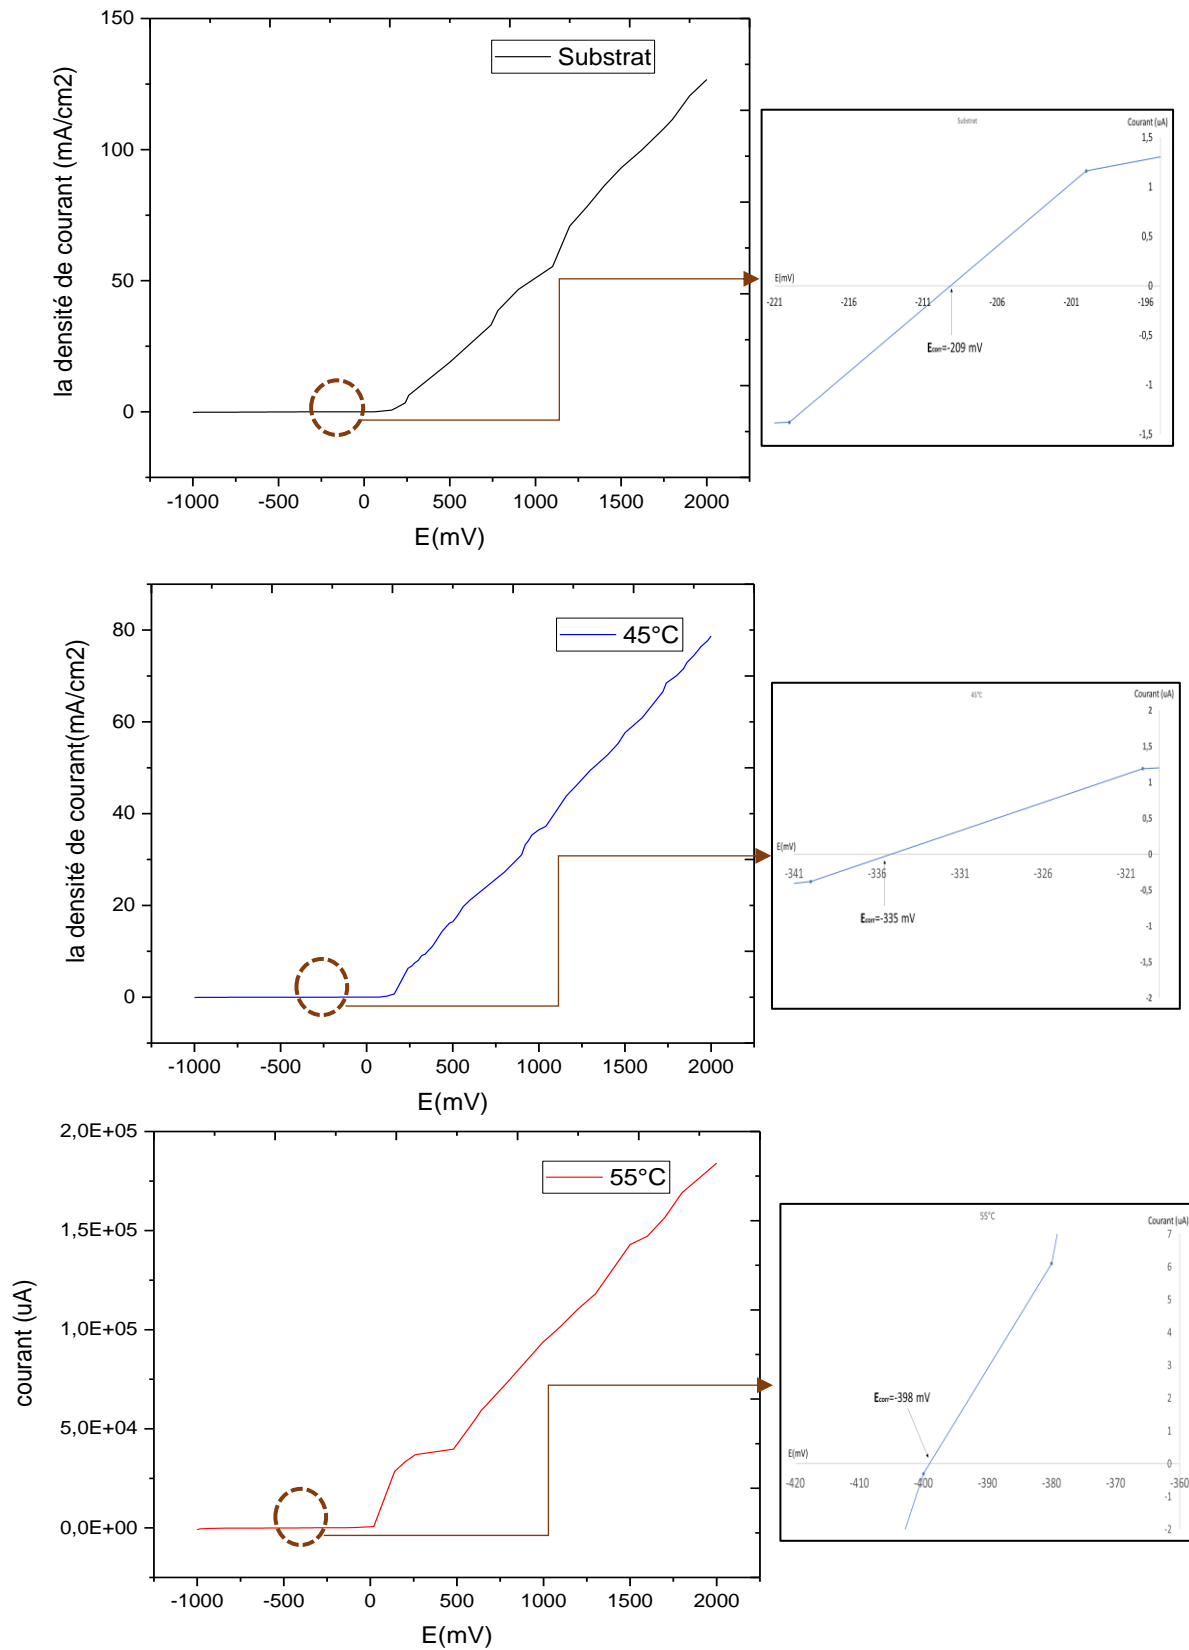 150
100
50
0
-1000 -500 0 500 1000 1500 2000
E(mV)
la densité de courant (mA/cm2)
Substrat
Substrat
Courant (uA)
1,5
1
0,5
0
-0,5
-1
-1,5
E(mV)
-221 -216 -211 -206 -201 -196
Ecorr=-209 mV
80
60
40
20
0
-1000 -500 0 500 1000 1500 2000
E(mV)
la densité de courant(mA/cm2)
45°C
45°C
Courant (uA)
2
1,5
1
0,5
0
-0,5
-1
-1,5
-2
E(mV)
-341 -336 -331 -326 -321
Ecorr=-335 mV
2,0E+05
1,5E+05
1,0E+05
5,0E+04
0,0E+00
-1000 -500 0 500 1000 1500 2000
E(mV)
courant (uA)
55°C
55°C
Courant (uA)
7
6
5
4
3
2
1
0
-1
-2
E(mV)
-420 -410 -400 -390 -380 -370 -360
Ecorr=-398 mV